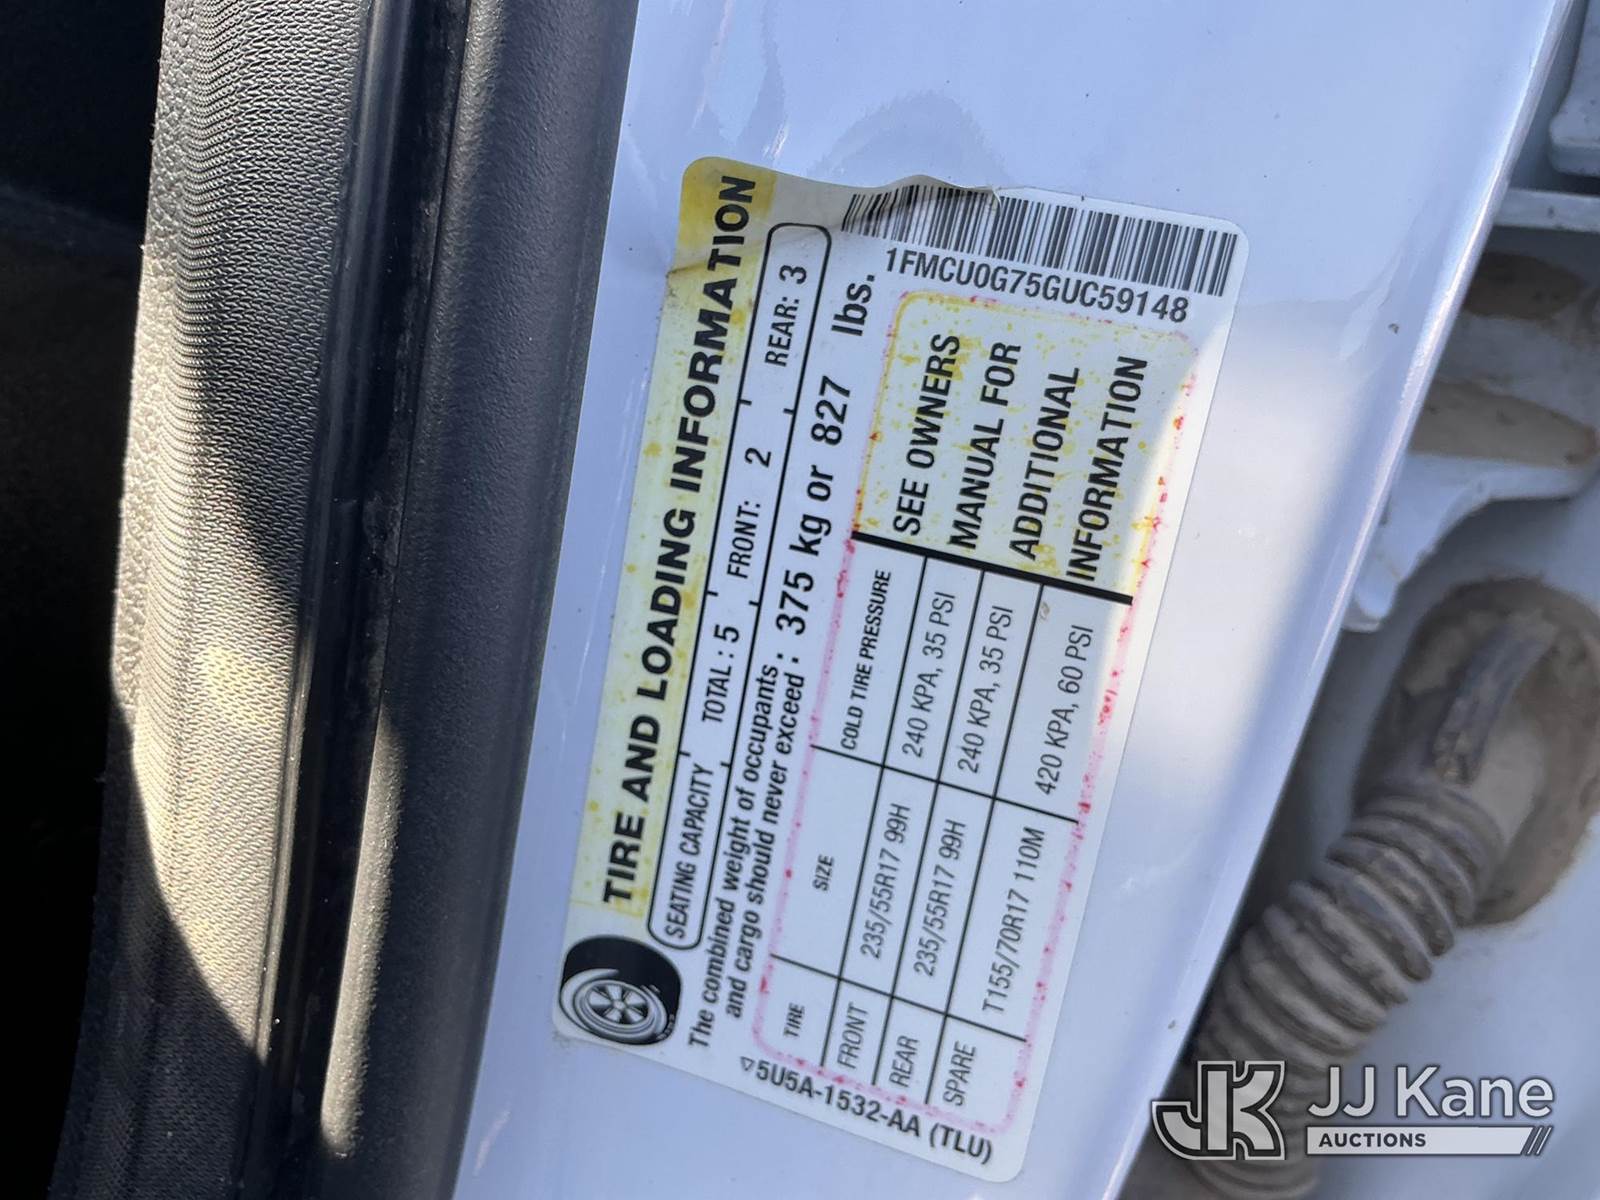 TIRE AND LOADING INFORMATION
SEATING CAPACITY TOTAL : 5 FRONT: 2 REAR: 3
The combined weight of occupants
and cargo should never exceed : 375 kg or 827 lbs.
TIRE SIZE COLD TIRE PRESSURE
FRONT 235/55R17 99H 240 KPA, 35 PSI
REAR 235/55R17 99H 240 KPA, 35 PSI
SPARE T155/70R17 110M 420 KPA, 60 PSI
SEE OWNERS
MANUAL FOR
ADDITIONAL
INFORMATION
1FMCU0G75GUC59148
5U5A-1532-AA (TLU)
JK JJ Kane
AUCTIONS